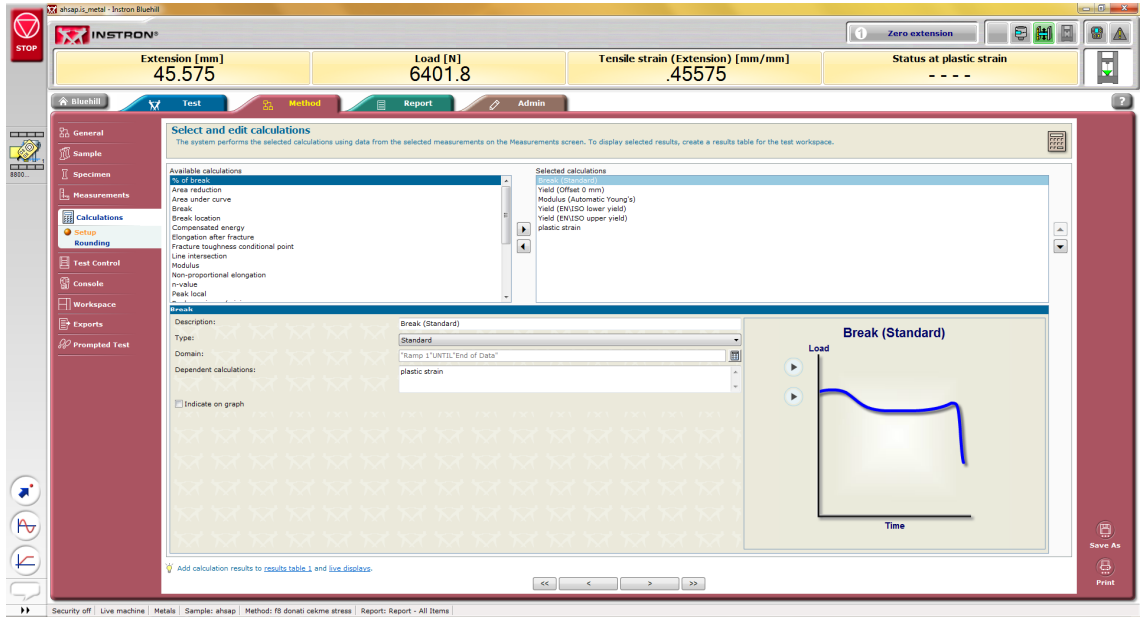 ahsap.is_metal - Instron Bluehill
STOP
INSTRON®
1 Zero extension
Extension [mm]
45.575
Load [N]
6401.8
Tensile strain (Extension) [mm/mm]
.45575
Status at plastic strain
- - - -
Bluehill
Test
Method
Report
Admin
?
8800...
General
Sample
Specimen
Measurements
Calculations
Setup
Rounding
Test Control
Console
Workspace
Exports
Prompted Test
Select and edit calculations
The system performs the selected calculations using data from the selected measurements on the Measurements screen. To display selected results, create a results table for the test workspace.
Available calculations
% of break
Area reduction
Area under curve
Break
Break location
Compensated energy
Elongation after fracture
Fracture toughness conditional point
Line intersection
Modulus
Non-proportional elongation
n-value
Peak local
Selected calculations
Break (Standard)
Yield (Offset 0 mm)
Modulus (Automatic Young's)
Yield (EN\ISO lower yield)
Yield (EN\ISO upper yield)
plastic strain
Break
Description:
Break (Standard)
Type:
Standard
Domain:
"Ramp 1"UNTIL"End of Data"
Dependent calculations:
plastic strain
Indicate on graph
Break (Standard)
Load
Time
Add calculation results to results table 1 and live displays.
<<
<
>
>>
Save As
Print
Security off
Live machine
Metals
Sample: ahsap
Method: f8 donati cekme stress
Report: Report - All Items